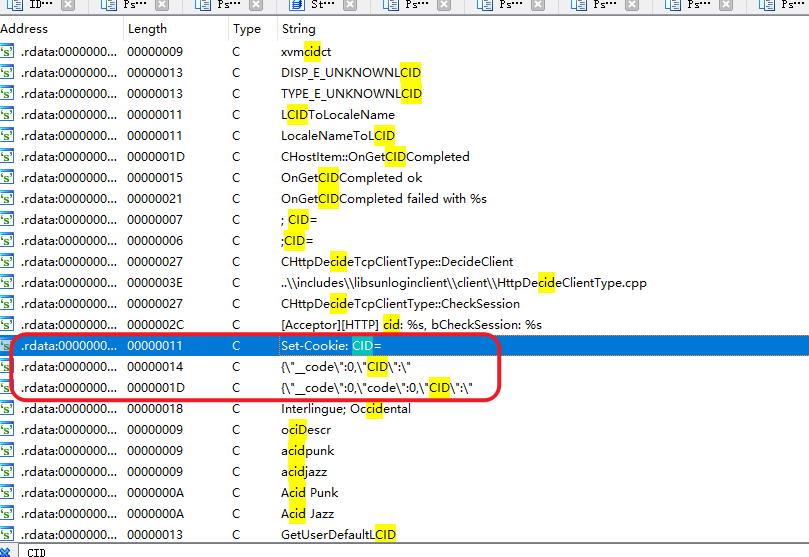 ID··· Ps··· Ps··· St··· Ps··· Ps··· Ps··· Ps··· Ps···
Address Length Type String
's' .rdata:0000000... 00000009 C xvmcidct
's' .rdata:0000000... 00000013 C DISP_E_UNKNOWNLCID
's' .rdata:0000000... 00000013 C TYPE_E_UNKNOWNLCID
's' .rdata:0000000... 00000011 C LCIDToLocaleName
's' .rdata:0000000... 00000011 C LocaleNameToLCID
's' .rdata:0000000... 0000001D C CHostItem::OnGetCIDCompleted
's' .rdata:0000000... 00000015 C OnGetCIDCompleted ok
's' .rdata:0000000... 00000021 C OnGetCIDCompleted failed with %s
's' .rdata:0000000... 00000007 C ; CID=
's' .rdata:0000000... 00000006 C ;CID=
's' .rdata:0000000... 00000027 C CHttpDecideTcpClientType::DecideClient
's' .rdata:0000000... 0000003E C ..\\includes\\libsunloginclient\\client\\HttpDecideClientType.cpp
's' .rdata:0000000... 00000027 C CHttpDecideTcpClientType::CheckSession
's' .rdata:0000000... 0000002C C [Acceptor][HTTP] cid: %s, bCheckSession: %s
's' .rdata:0000000... 00000011 C Set-Cookie: CID=
's' .rdata:0000000... 00000014 C {\"__code\":0,\"CID\":\"
's' .rdata:0000000... 0000001D C {\"__code\":0,\"code\":0,\"CID\":\"
's' .rdata:0000000... 00000018 C Interlingue; Occidental
's' .rdata:0000000... 00000009 C ociDescr
's' .rdata:0000000... 00000009 C acidpunk
's' .rdata:0000000... 00000009 C acidjazz
's' .rdata:0000000... 0000000A C Acid Punk
's' .rdata:0000000... 0000000A C Acid Jazz
's' .rdata:0000000... 00000013 C GetUserDefaultLCID
CID